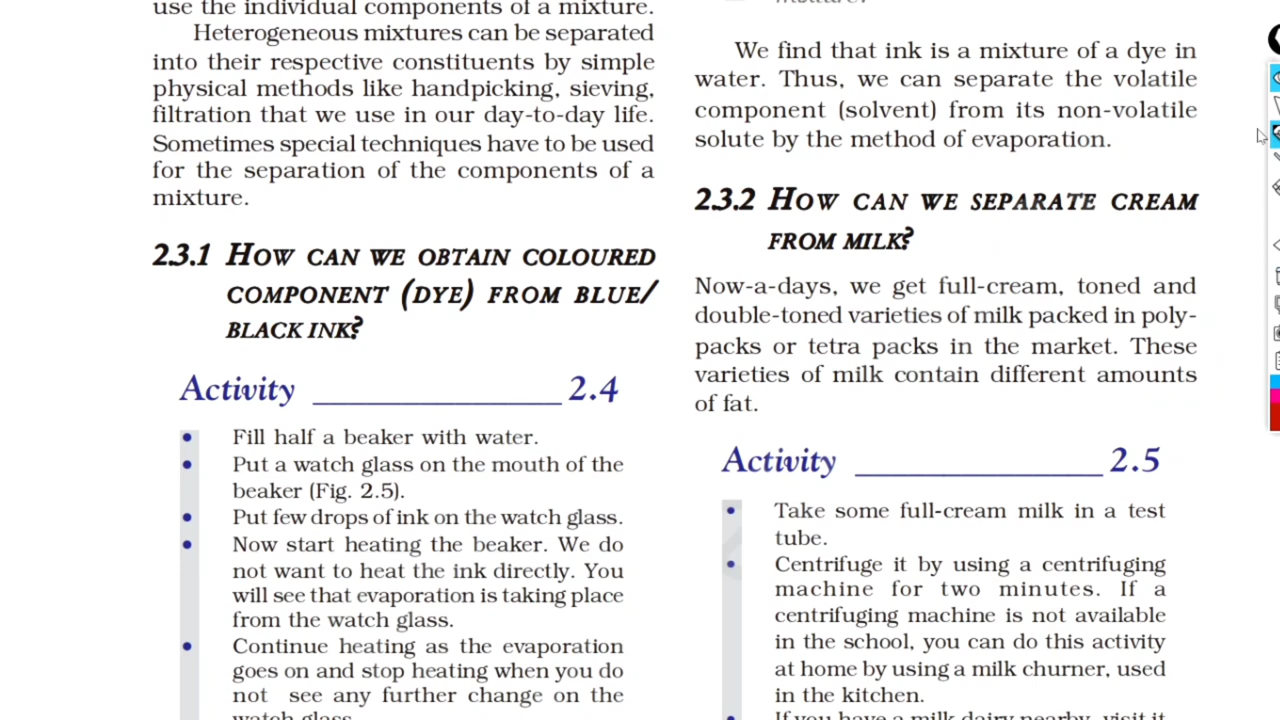 use the individual components of a mixture.
Heterogeneous mixtures can be separated
into their respective constituents by simple
physical methods like handpicking, sieving,
filtration that we use in our day-to-day life.
Sometimes special techniques have to be used
for the separation of the components of a
mixture.
2.3.1 HOW CAN WE OBTAIN COLOURED
COMPONENT (DYE) FROM BLUE/
BLACK INK?
Activity ______________ 2.4
• Fill half a beaker with water.
• Put a watch glass on the mouth of the
beaker (Fig. 2.5).
• Put few drops of ink on the watch glass.
• Now start heating the beaker. We do
not want to heat the ink directly. You
will see that evaporation is taking place
from the watch glass.
• Continue heating as the evaporation
goes on and stop heating when you do
not see any further change on the
watch glass.
mixture?
We find that ink is a mixture of a dye in
water. Thus, we can separate the volatile
component (solvent) from its non-volatile
solute by the method of evaporation.
2.3.2 HOW CAN WE SEPARATE CREAM
FROM MILK?
Now-a-days, we get full-cream, toned and
double-toned varieties of milk packed in poly-
packs or tetra packs in the market. These
varieties of milk contain different amounts
of fat.
Activity ______________ 2.5
• Take some full-cream milk in a test
tube.
• Centrifuge it by using a centrifuging
machine for two minutes. If a
centrifuging machine is not available
in the school, you can do this activity
at home by using a milk churner, used
in the kitchen.
• If you have a milk dairy nearby, visit it